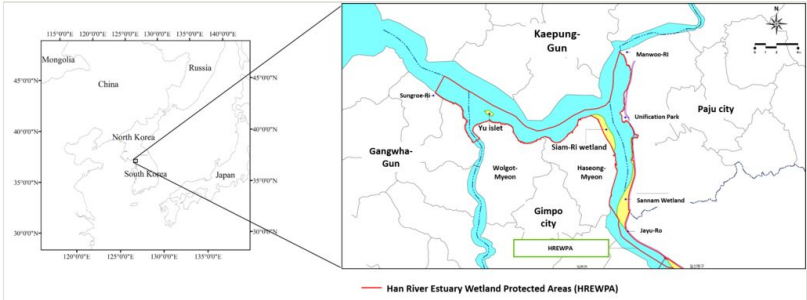 115°0'0"E
120°0'0"E
125°0'0"E
130°0'0"E
135°0'0"E
Mongolia
China
Russia
North Korea
South Korea
Japan
45°0'0"N
40°0'0"N
35°0'0"N
30°0'0"N
45°0'0"N
40°0'0"N
35°0'0"N
30°0'0"N
120°0'0"E
125°0'0"E
130°0'0"E
135°0'0"E
N
Kaepung-
Gun
Manwoo-RI
Sungroe-Ri
Yu islet
Unification Park
Paju city
Siam-Ri wetland
Gangwha-
Gun
Wolgot-
Myeon
Haseong-
Myeon
Sannam Wetland
Gimpo
city
Jeyu-Ro
HREWPA
Han River Estuary Wetland Protected Areas (HREWPA)